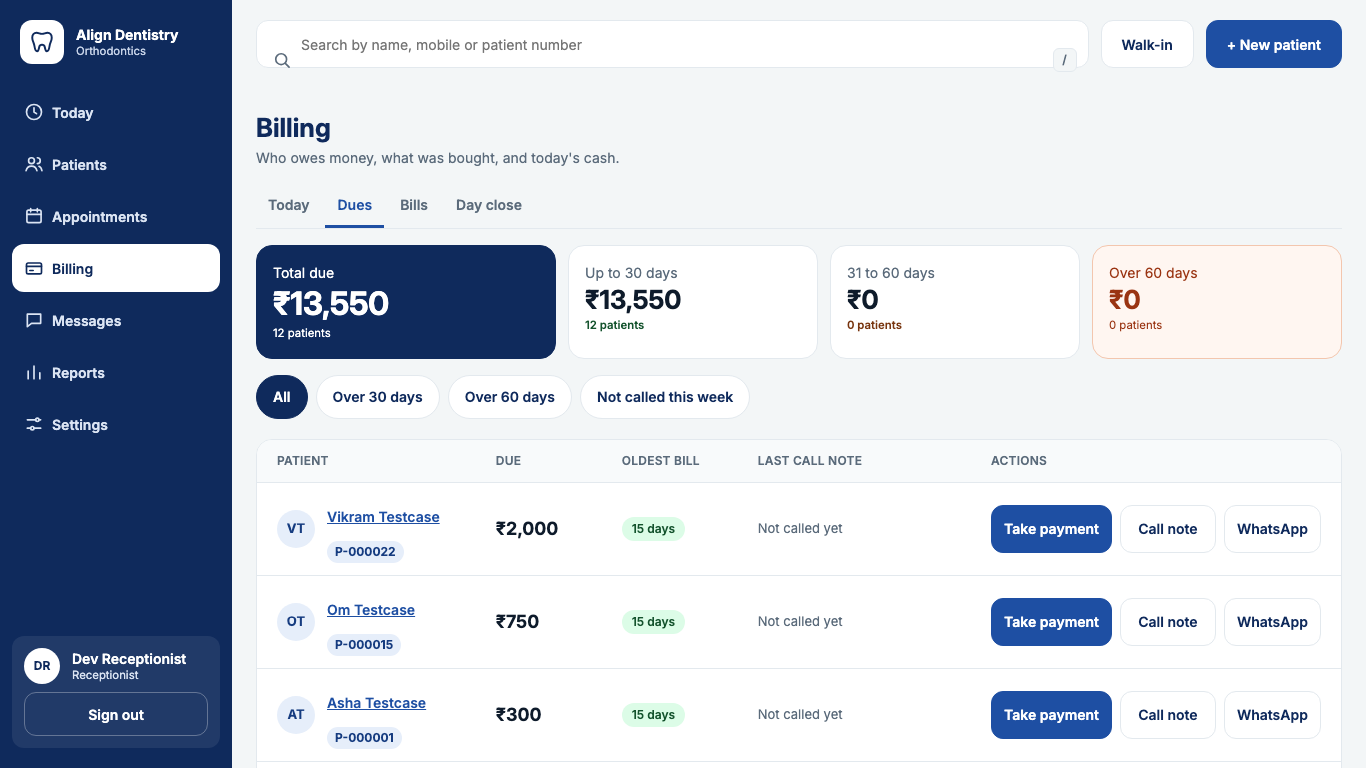 Align Dentistry
Orthodontics
Today
Patients
Appointments
Billing
Messages
Reports
Settings
DR
Dev Receptionist
Receptionist
Sign out
Search by name, mobile or patient number
/
Walk-in
+ New patient
Billing
Who owes money, what was bought, and today's cash.
Today Dues Bills Day close
Total due
₹13,550
12 patients
Up to 30 days
₹13,550
12 patients
31 to 60 days
₹0
0 patients
Over 60 days
₹0
0 patients
All Over 30 days Over 60 days Not called this week
PATIENT DUE OLDEST BILL LAST CALL NOTE ACTIONS
VT Vikram Testcase ₹2,000 15 days Not called yet Take payment Call note WhatsApp
P-000022
OT Om Testcase ₹750 15 days Not called yet Take payment Call note WhatsApp
P-000015
AT Asha Testcase ₹300 15 days Not called yet Take payment Call note WhatsApp
P-000001